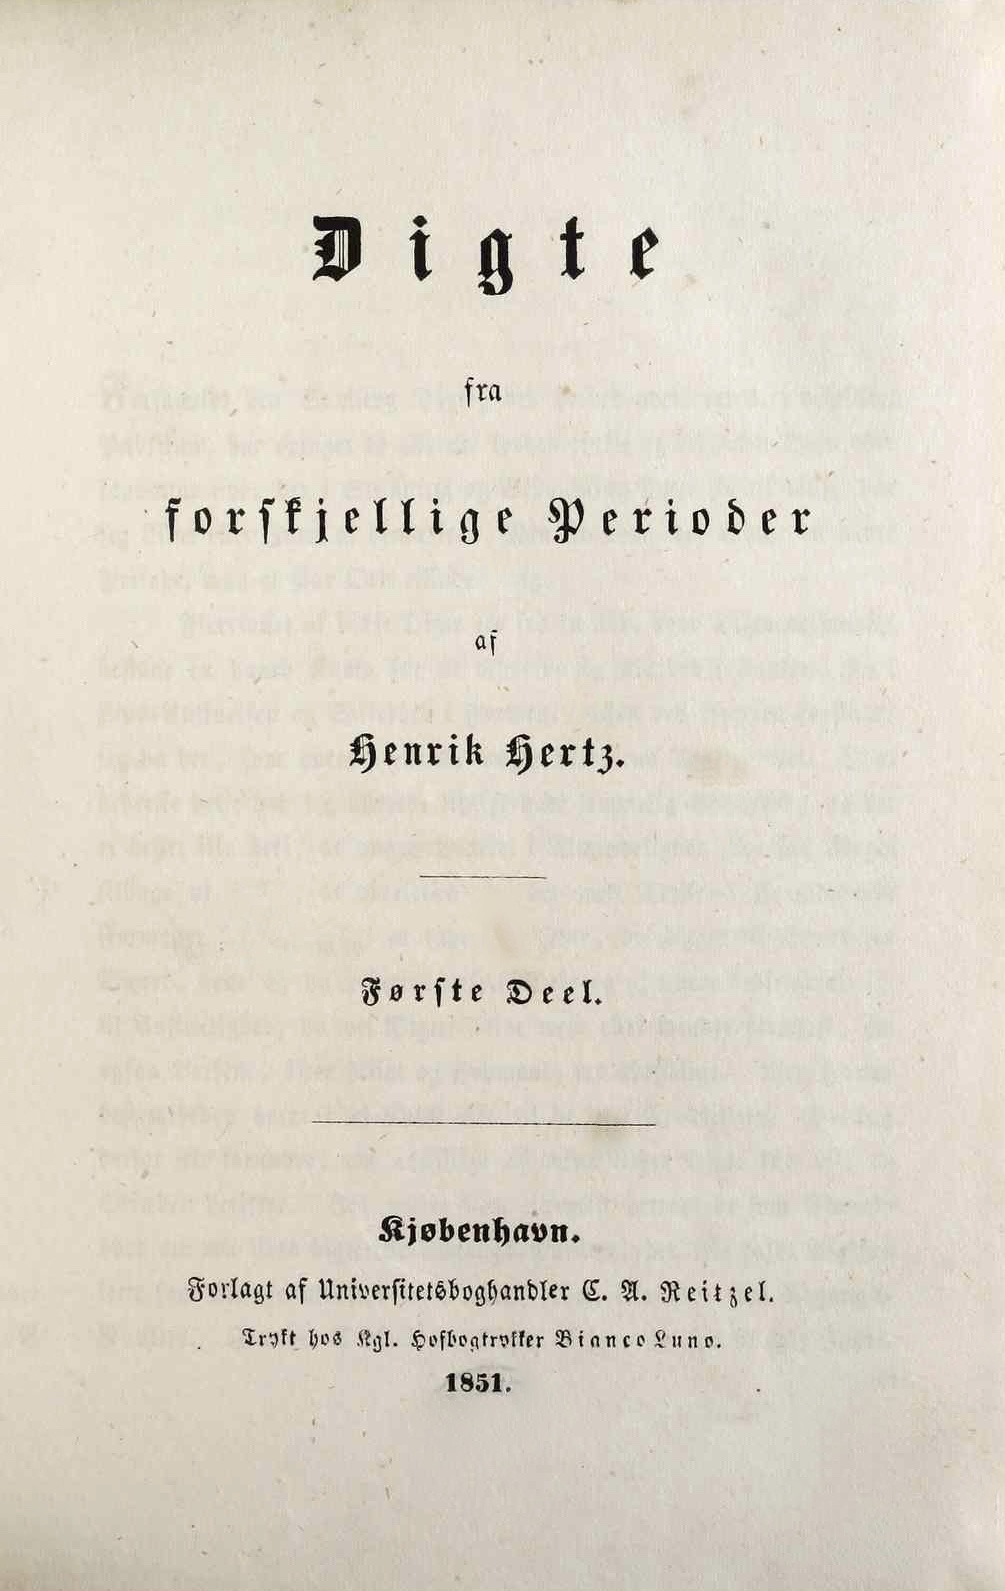 Digte
fra
forskjellige Perioder
af
Henrik Hertz.
Første Deel.
Kjøbenhavn.
Forlagt af Universitetsboghandler C. A. Reitzel.
Trykt hos Kgl. Hofbogtrykker Bianco Luno.
1851.